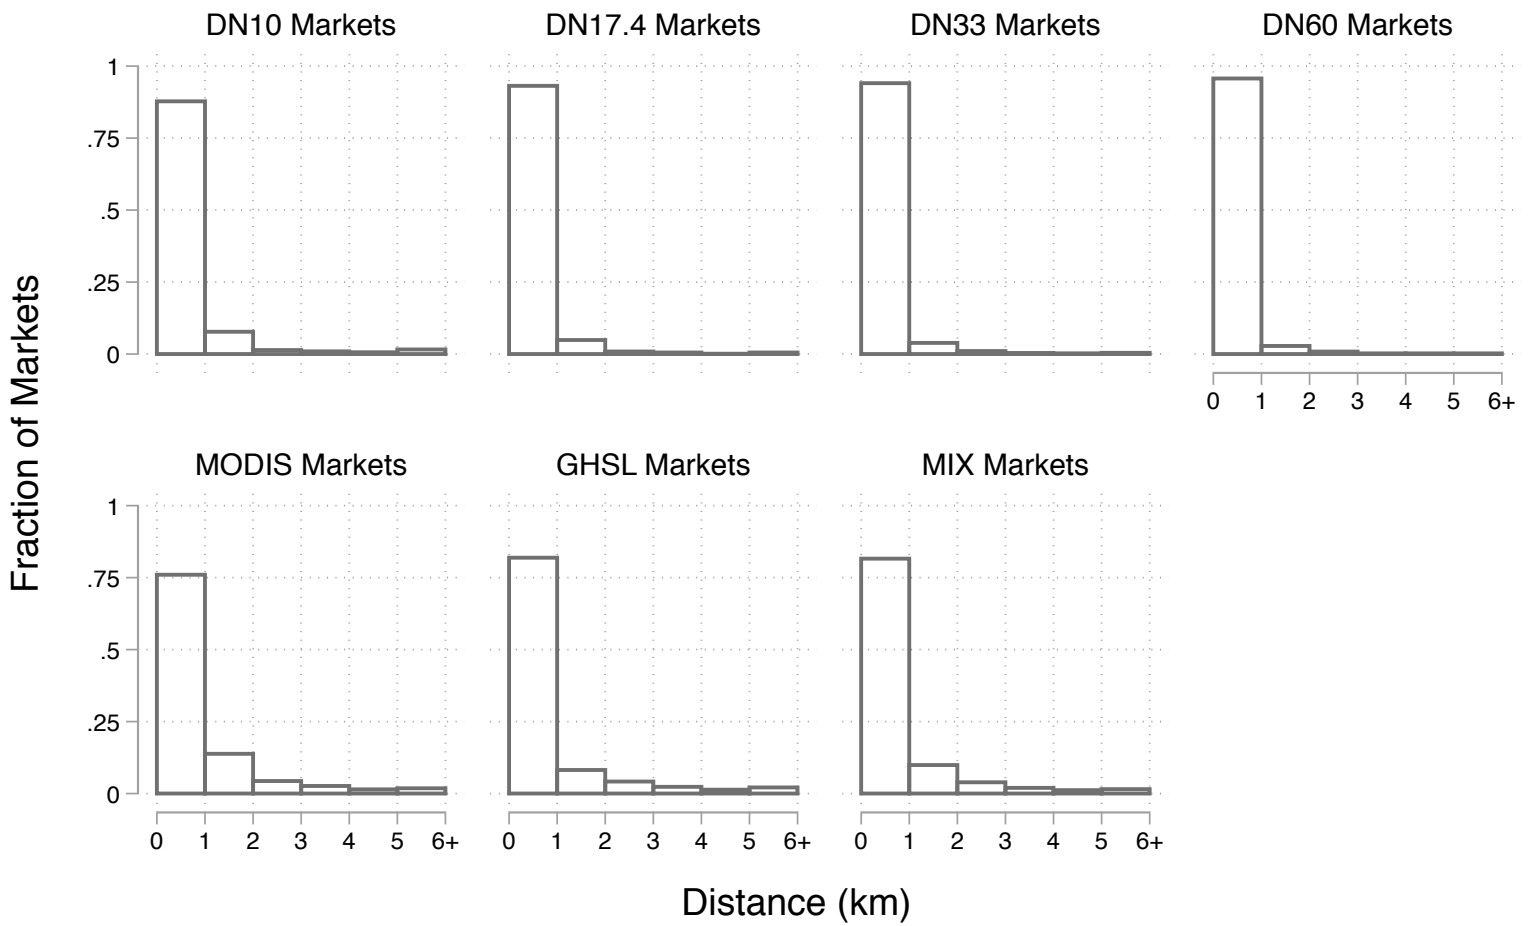 DN10 Markets DN17.4 Markets DN33 Markets DN60 Markets
1
.75
.5
.25
0
0 1 2 3 4 5 6+
Fraction of Markets
MODIS Markets GHSL Markets MIX Markets
1
.75
.5
.25
0
0 1 2 3 4 5 6+ 0 1 2 3 4 5 6+ 0 1 2 3 4 5 6+
Distance (km)